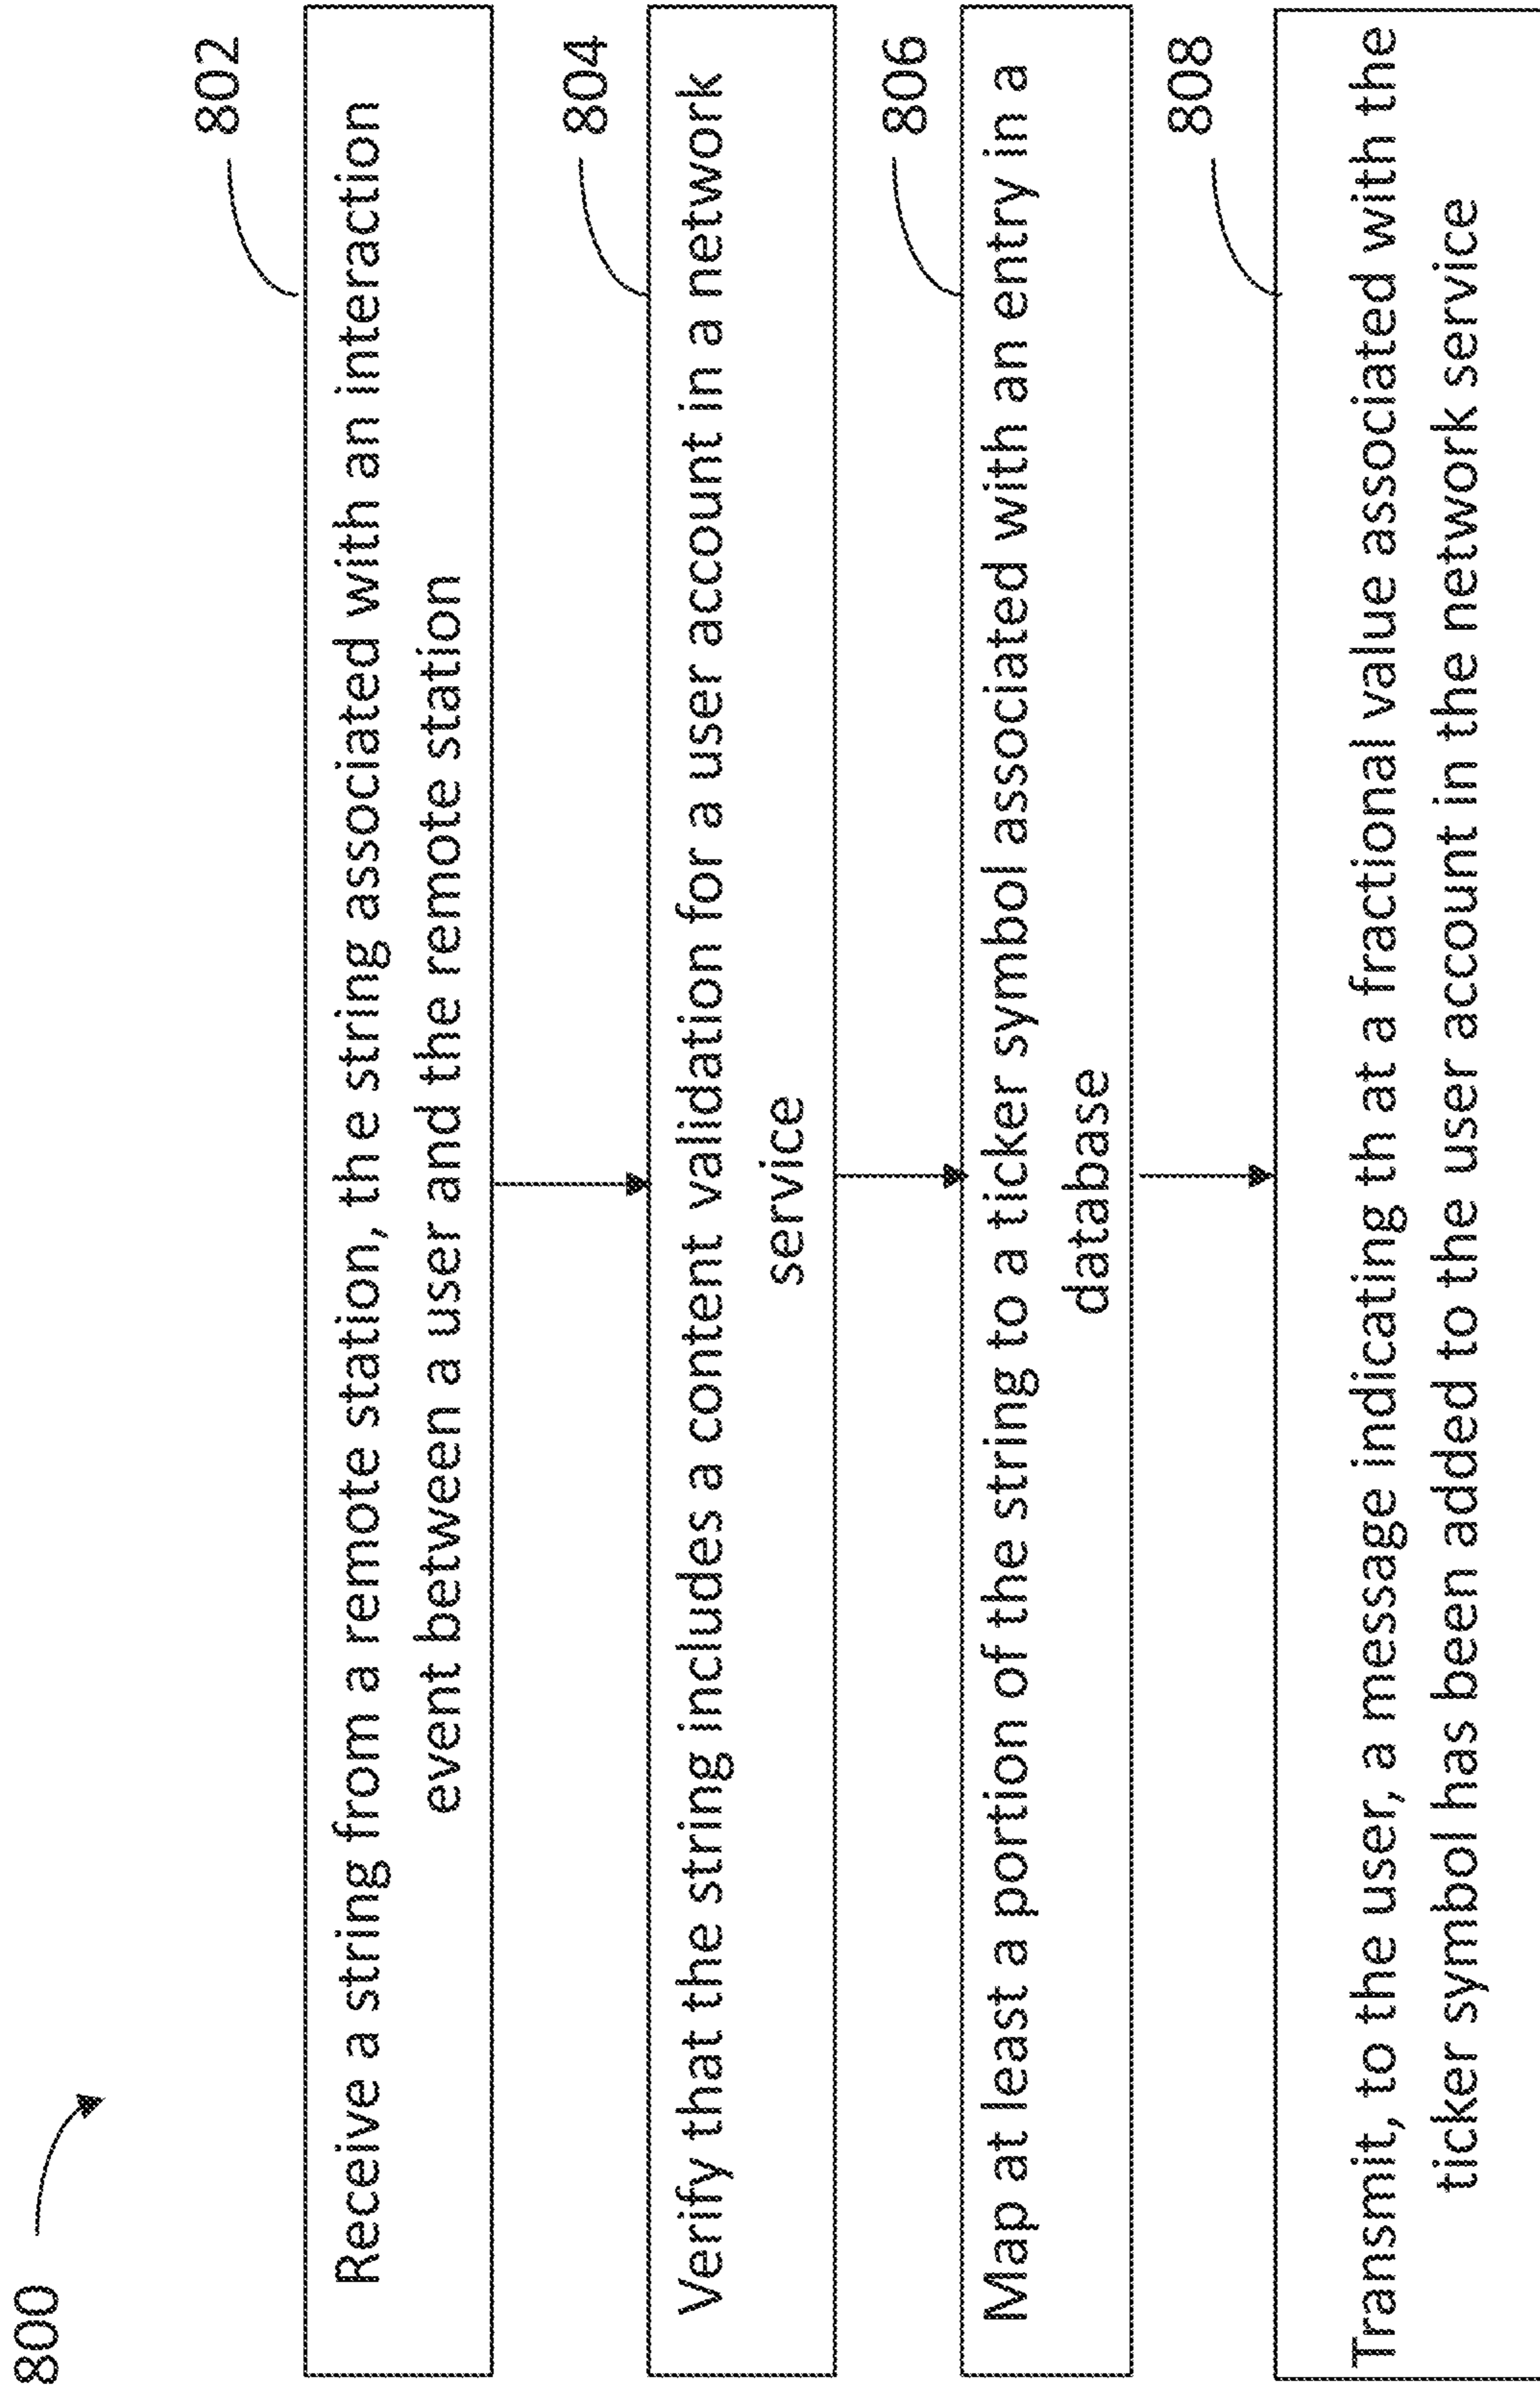 800
802
Receive a string from a remote station, the string associated with an interaction
event between a user and the remote station
804
Verify that the string includes a content validation for a user account in a network
service
806
Map at least a portion of the string to a ticker symbol associated with an entry in a
database
808
Transmit, to the user, a message indicating th at a fractional value associated with the
ticker symbol has been added to the user account in the network service